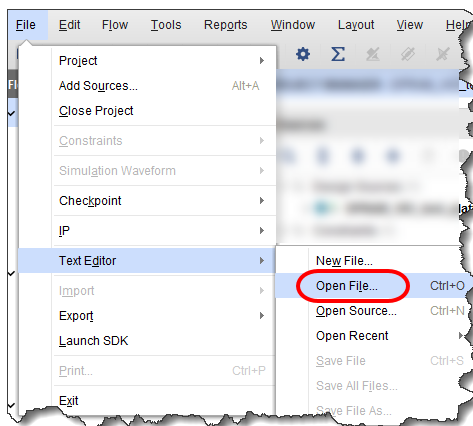 File Edit Flow Tools Reports Window Layout View Help
Project
Add Sources... Alt+A
Close Project
Constraints
Simulation Waveform
Checkpoint
IP
Text Editor
New File...
Import
Open File... Ctrl+O
Export
Open Source... Ctrl+N
Launch SDK
Open Recent
Print... Ctrl+P
Save File Ctrl+S
Save All Files...
Exit
Save File As...